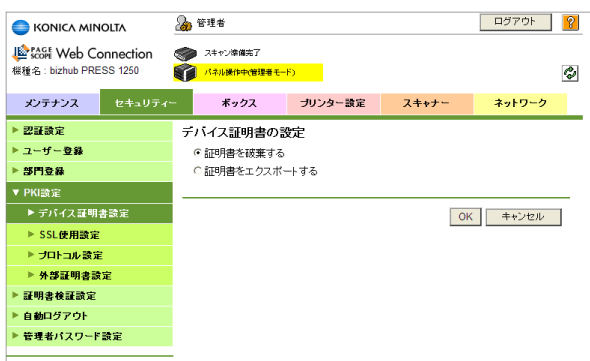 KONICA MINOLTA
管理者
ログアウト
?
PAGE SCOPE Web Connection
スキャン準備完了
機種名 : bizhub PRESS 1250
パネル操作中(管理者モード)
メンテナンス
セキュリティー
ボックス
プリンター設定
スキャナー
ネットワーク
認証設定
ユーザー登録
部門登録
PKI設定
デバイス証明書設定
SSL使用設定
プロトコル設定
外部証明書設定
証明書検証設定
自動ログアウト
管理者パスワード設定
デバイス証明書の設定
証明書を破棄する
証明書をエクスポートする
OK
キャンセル